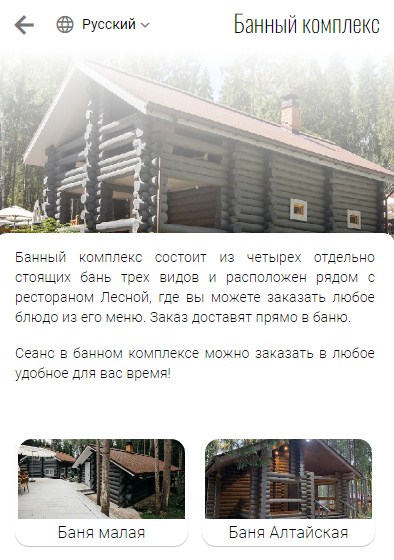 Русский
Банный комплекс
Банный комплекс состоит из четырех отдельно
стоящих бань трех видов и расположен рядом с
рестораном Лесной, где вы можете заказать любое
блюдо из его меню. Заказ доставят прямо в баню.
Сеанс в банном комплексе можно заказать в любое
удобное для вас время!
Баня малая
Баня Алтайская